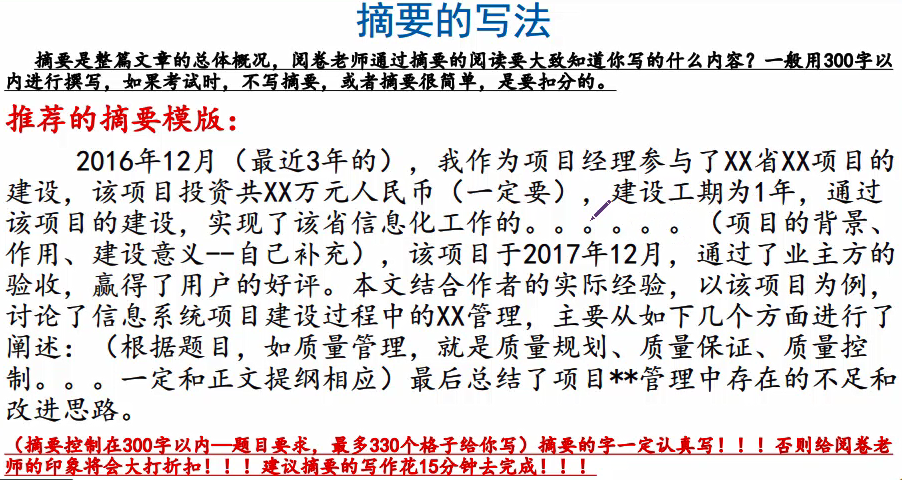 摘要的写法
摘要是整篇文章的总体概况，阅卷老师通过摘要的阅读要大致知道你写的什么内容？一般用300字以
内进行撰写，如果考试时，不写摘要，或者摘要很简单，是要扣分的。
推荐的摘要模版：
2016年12月（最近3年的），我作为项目经理参与了XX省XX项目的
建设，该项目投资共XX万元人民币（一定要），建设工期为1年，通过
该项目的建设，实现了该省信息化工作的。。。。。。（项目的背景、
作用、建设意义--自己补充），该项目于2017年12月，通过了业主方的
验收，赢得了用户的好评。本文结合作者的实际经验，以该项目为例，
讨论了信息系统项目建设过程中的XX管理，主要从如下几个方面进行了
阐述：（根据题目，如质量管理，就是质量规划、质量保证、质量控
制。。。一定和正文提纲相应）最后总结了项目**管理中存在的不足和
改进思路。
（摘要控制在300字以内—题目要求，最多330个格子给你写）摘要的字一定认真写！！！否则给阅卷老
师的印象将会大打折扣！！！建议摘要的写作花15分钟去完成！！！